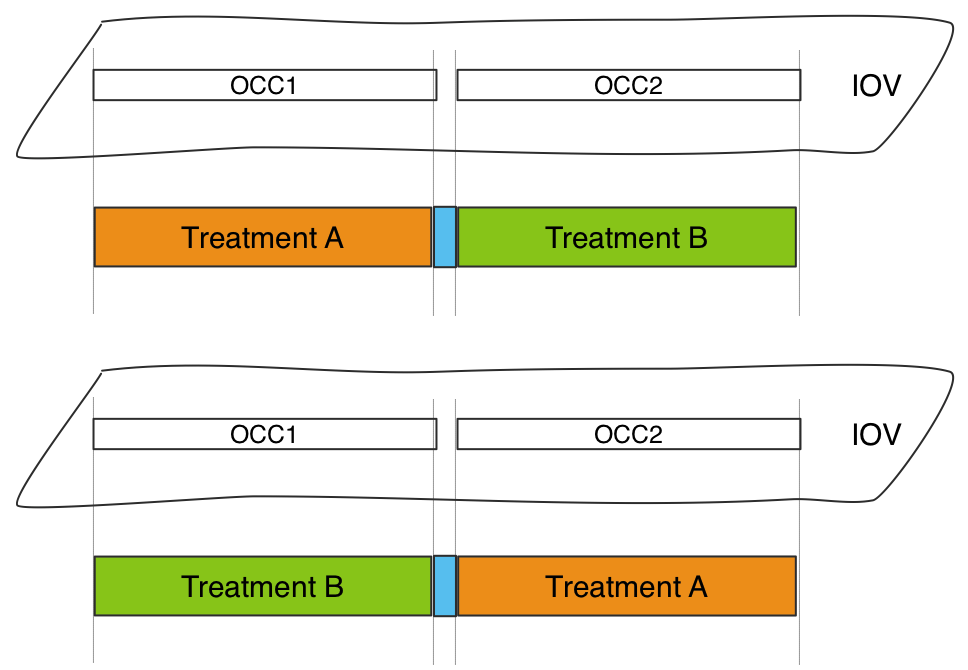 OCC1 OCC2 IOV
Treatment A Treatment B
OCC1 OCC2 IOV
Treatment B Treatment A